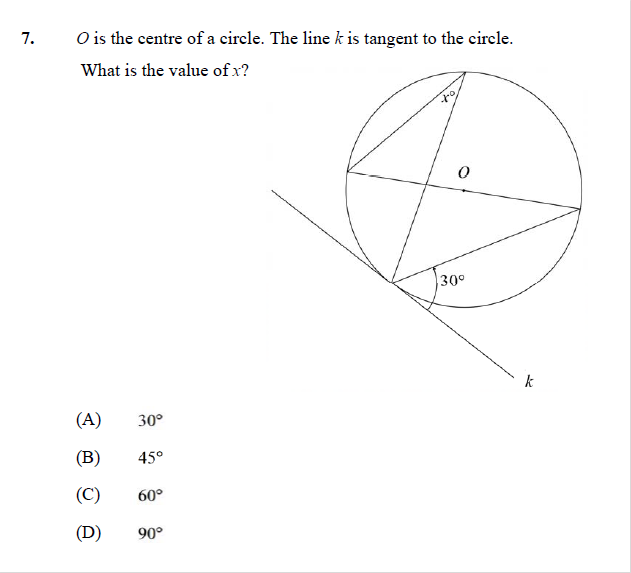 7. O is the centre of a circle. The line k is tangent to the circle.
What is the value of x?
x°
O
30°
k
(A) 30°
(B) 45°
(C) 60°
(D) 90°